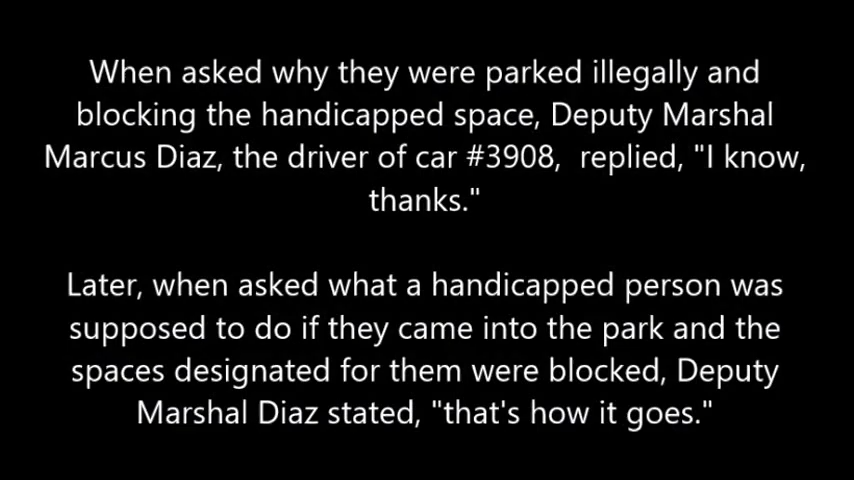 When asked why they were parked illegally and
blocking the handicapped space, Deputy Marshal
Marcus Diaz, the driver of car #3908,  replied, "I know,
thanks."
Later, when asked what a handicapped person was
supposed to do if they came into the park and the
spaces designated for them were blocked, Deputy
Marshal Diaz stated, "that's how it goes."